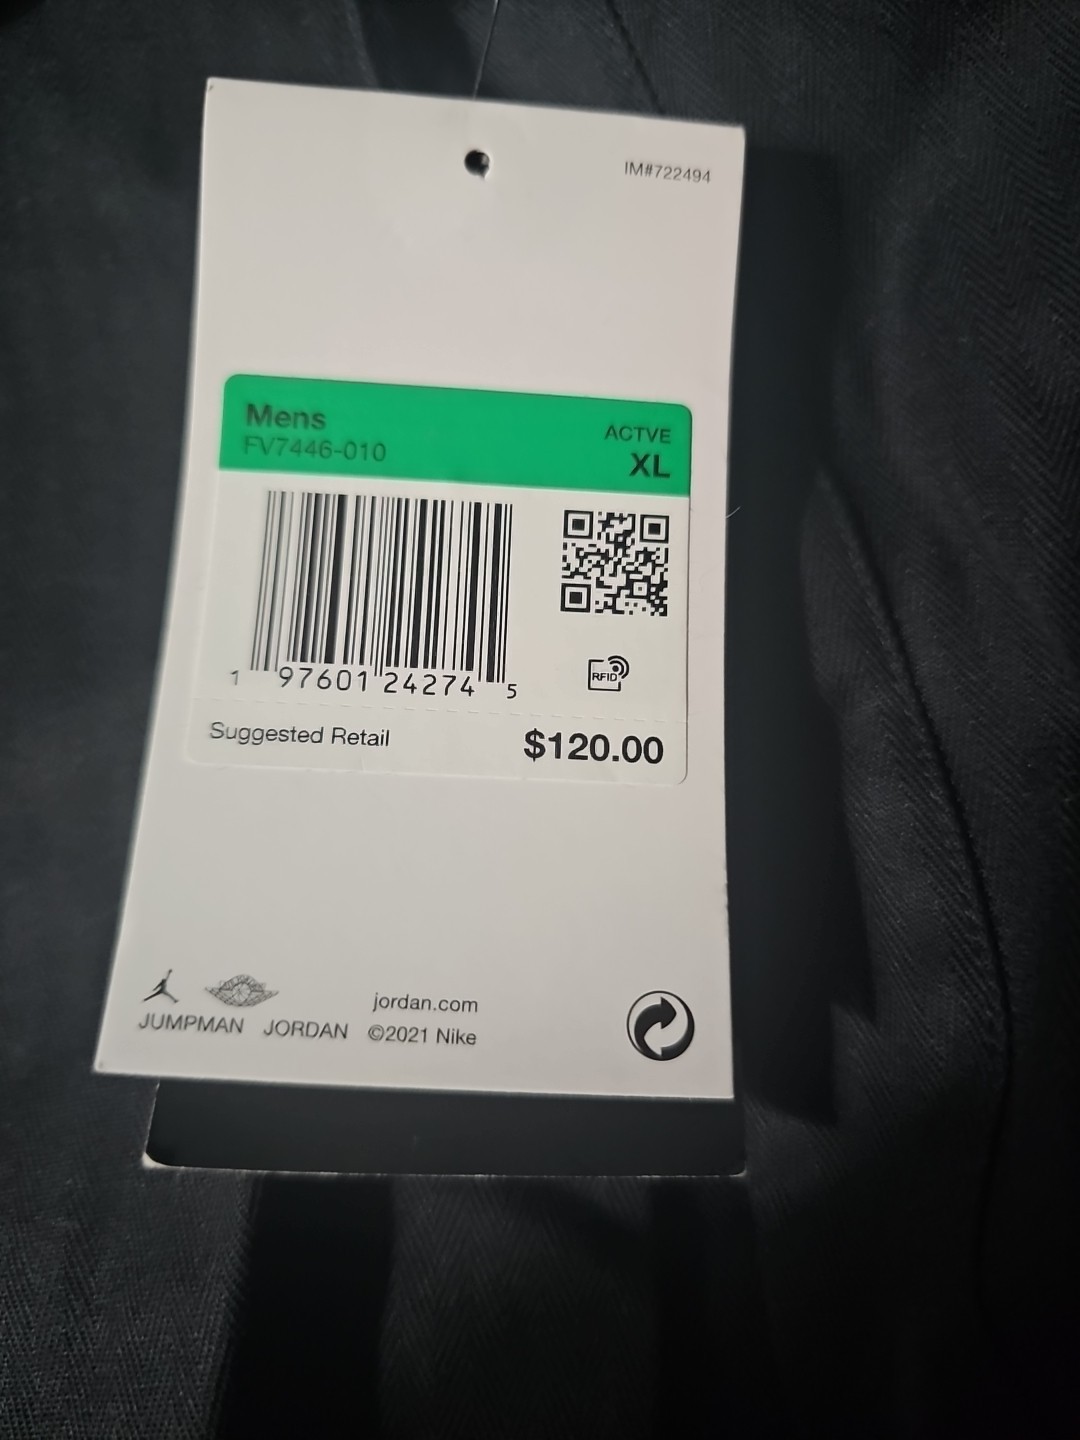 IM#722494
Mens
FV7446-010
ACTVE
XL
1 97601 24274 5
RFID
Suggested Retail
$120.00
jordan.com
JUMPMAN JORDAN ©2021 Nike